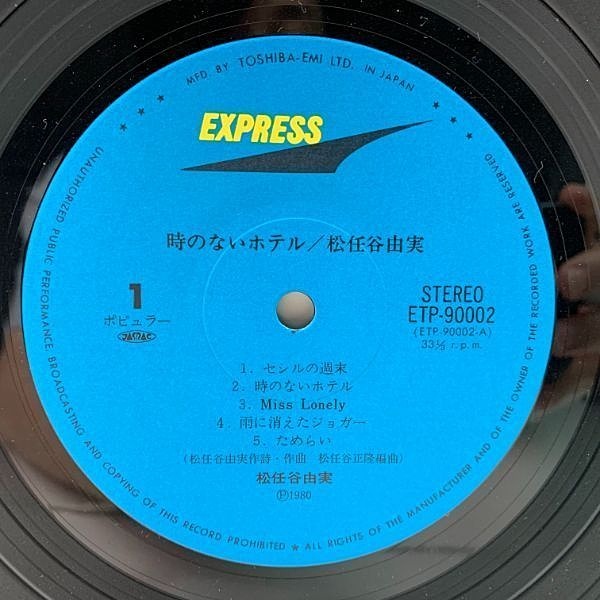 MFD. BY TOSHIBA-EMI LTD. IN JAPAN
★ ★ ★
★ ★ ★
EXPRESS
時のないホテル／松任谷由実
1
ポピュラー
JASRAC
STEREO
ETP-90002
(ETP-90002-A)
33⅓ r.p.m.
1. セシルの週末
2. 時のないホテル
3. Miss Lonely
4. 雨に消えたジョガー
5. ためらい
(松任谷由実作詩・作曲 松任谷正隆編曲)
松任谷由実
Ⓟ1980
UNAUTHORIZED PUBLIC PERFORMANCE, BROADCASTING AND COPYING OF THIS RECORD PROHIBITED ★ ALL RIGHTS OF THE MANUFACTURER AND OF THE OWNER OF THE RECORDED WORK ARE RESERVED